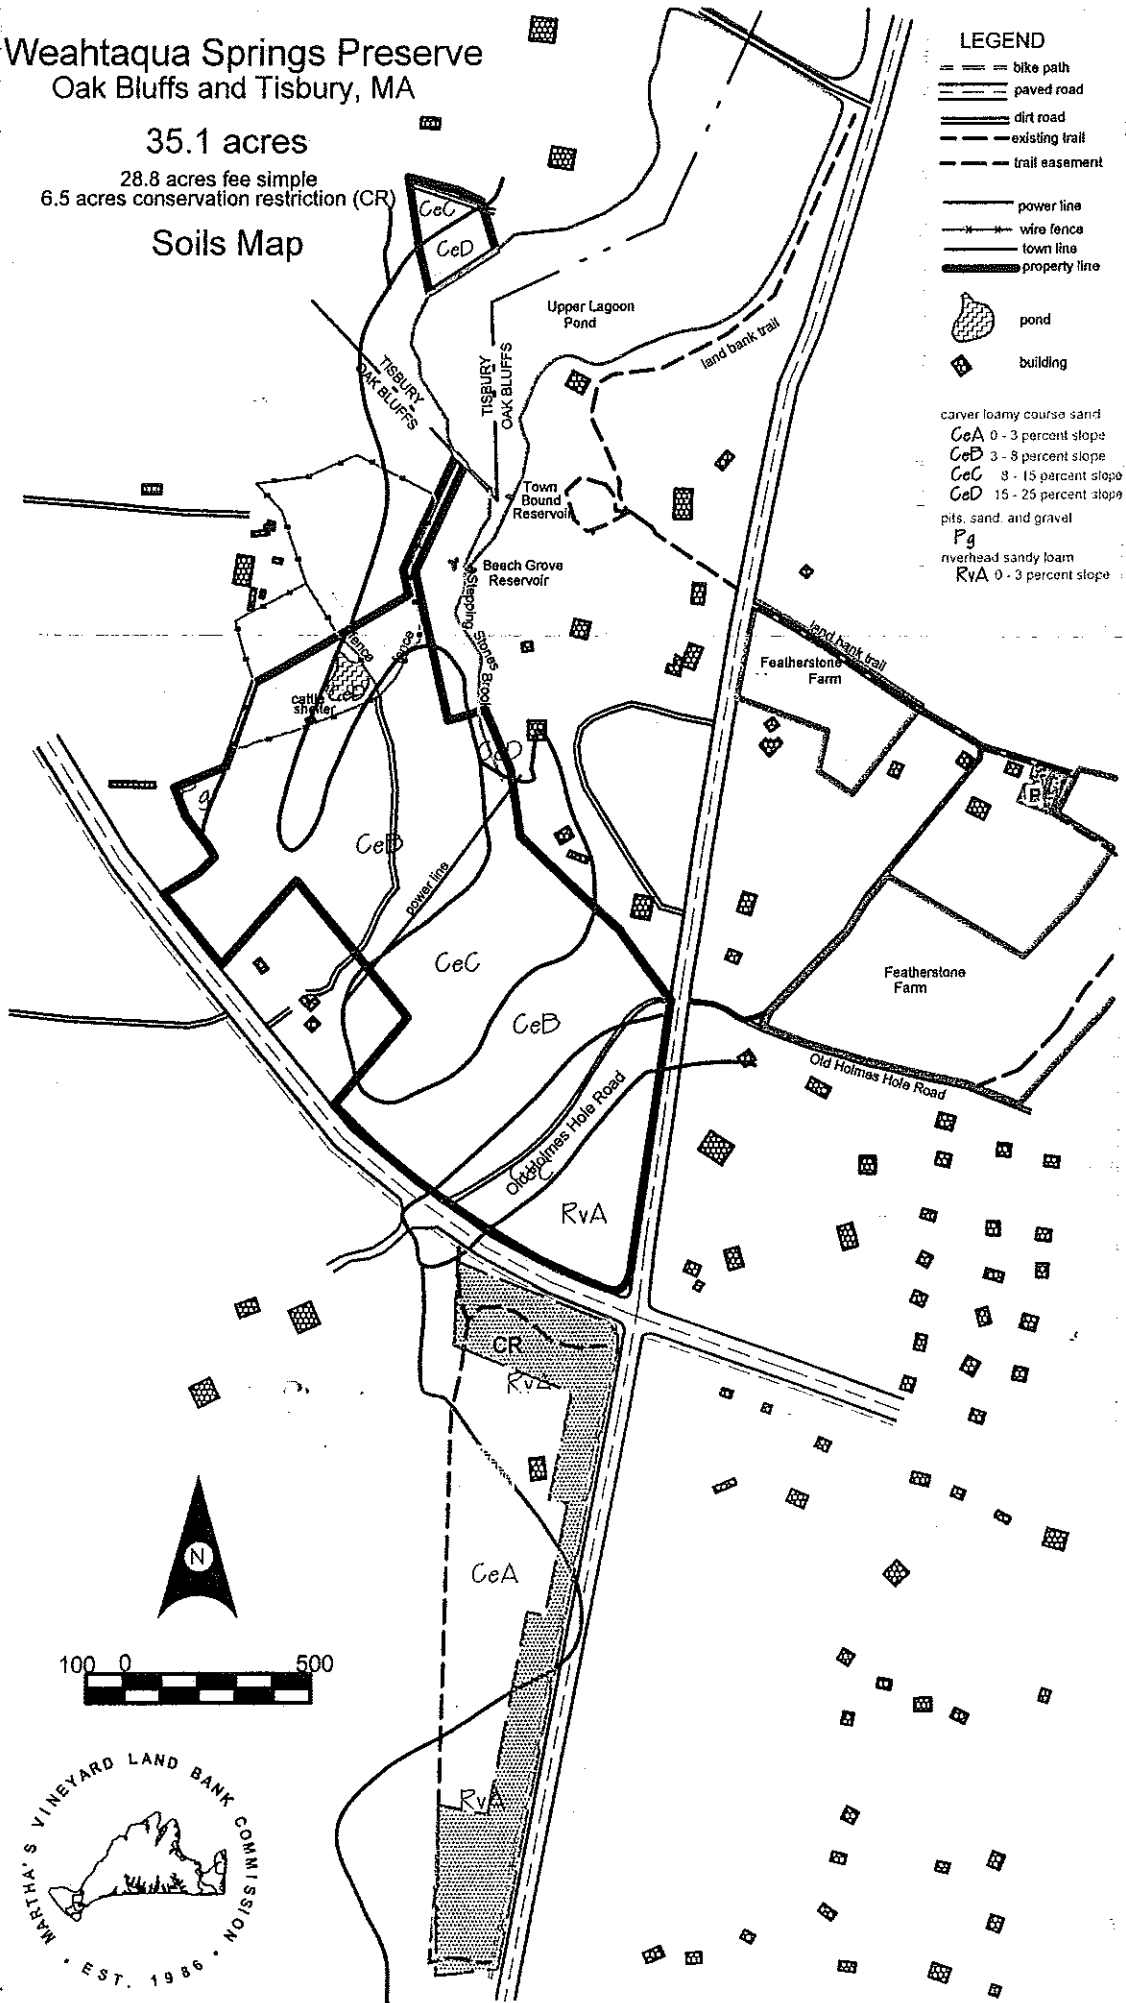 Weahtaqua Springs Preserve
Oak Bluffs and Tisbury, MA
35.1 acres
28.8 acres fee simple
6.5 acres conservation restriction (CR)
Soils Map
LEGEND
bike path
paved road
dirt road
existing trail
trail easement
power line
wire fence
town line
property line
pond
building
carver loamy course sand
CeA 0 - 3 percent slope
CeB 3 - 8 percent slope
CeC 8 - 15 percent slope
CeD 15 - 25 percent slope
pits, sand, and gravel
Pg
riverhead sandy loam
RvA 0 - 3 percent slope
CeC
CeD
Upper Lagoon
Pond
land bank trail
TISBURY
OAK BLUFFS
TISBURY
OAK BLUFFS
Town
Bound
Reservoir
Beech Grove
Reservoir
Stepping Stones Brook
fence
fence
cattle
shelter
CeD
CeD
land bank trail
Featherstone
Farm
P
g
CeB
power line
CeC
CeB
Featherstone
Farm
Old Holmes Hole Road
Old Holmes Hole Road
RvA
CR
RvA
CeA
RvA
N
100 0 500
MARTHA'S VINEYARD LAND BANK COMMISSION
• EST. 1986 •